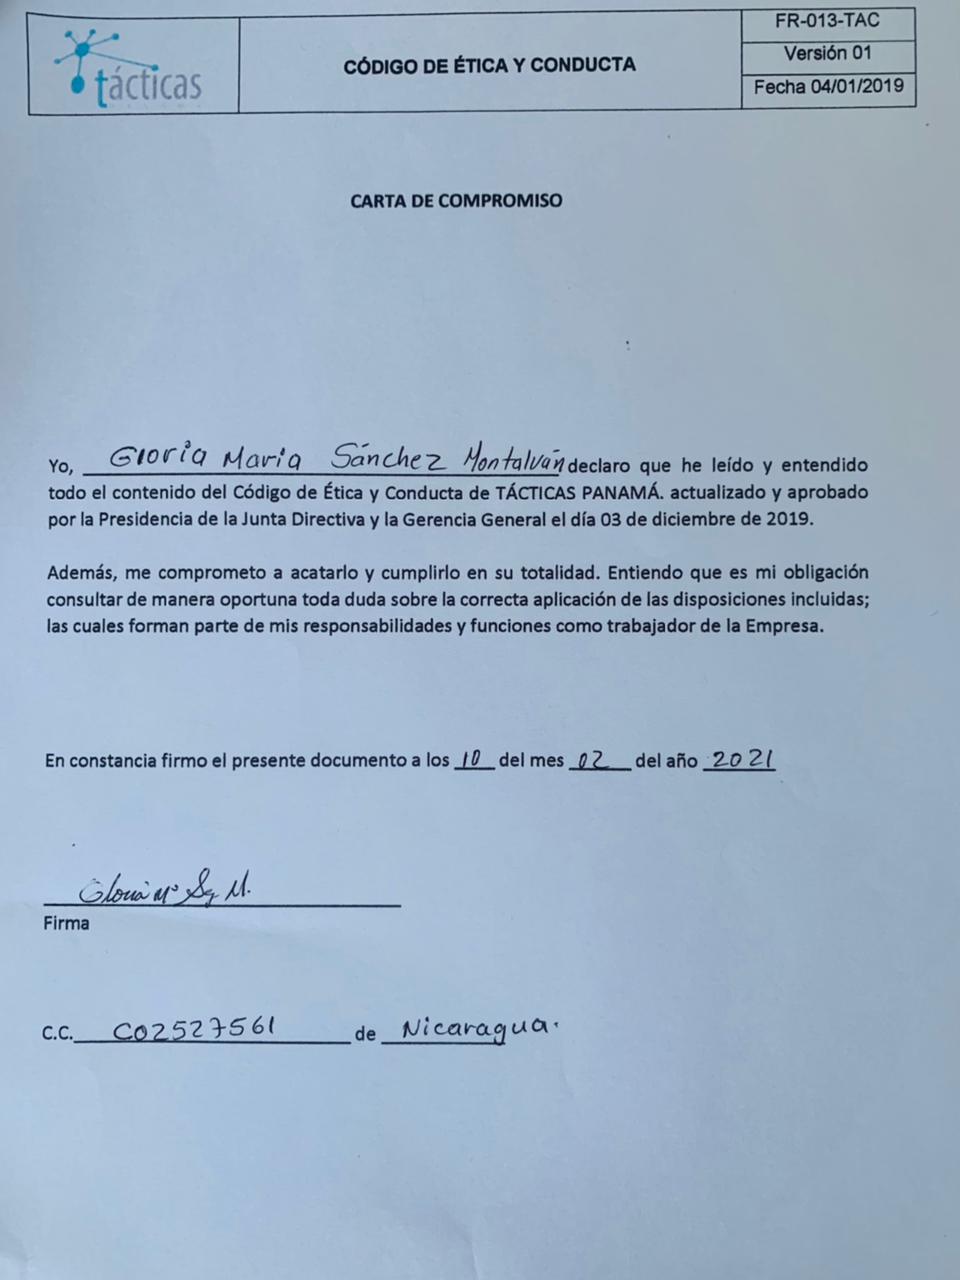 tácticas
CÓDIGO DE ÉTICA Y CONDUCTA
FR-013-TAC
Versión 01
Fecha 04/01/2019
CARTA DE COMPROMISO
Yo, Gloria Maria Sánchez Montalván declaro que he leído y entendido
todo el contenido del Código de Ética y Conducta de TÁCTICAS PANAMÁ. actualizado y aprobado
por la Presidencia de la Junta Directiva y la Gerencia General el día 03 de diciembre de 2019.
Además, me comprometo a acatarlo y cumplirlo en su totalidad. Entiendo que es mi obligación
consultar de manera oportuna toda duda sobre la correcta aplicación de las disposiciones incluidas;
las cuales forman parte de mis responsabilidades y funciones como trabajador de la Empresa.
En constancia firmo el presente documento a los 10 del mes 02 del año 2021
Gloria Mª M.
Firma
C.C. C02527561 de Nicaragua.